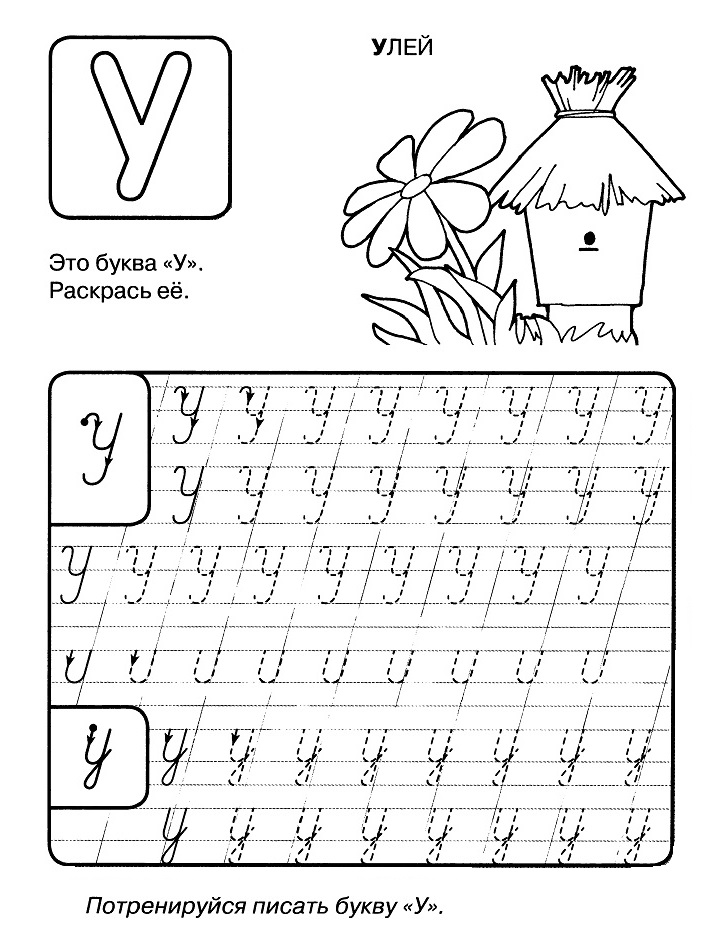 У
УЛЕЙ
Это буква «У».
Раскрась её.
У У У У У У У У У
У У У У У У У У
У У У У У У У У У
и и и и и и и и и
у у у у у у у у у
у у у у у у у у
Потренируйся писать букву «У».